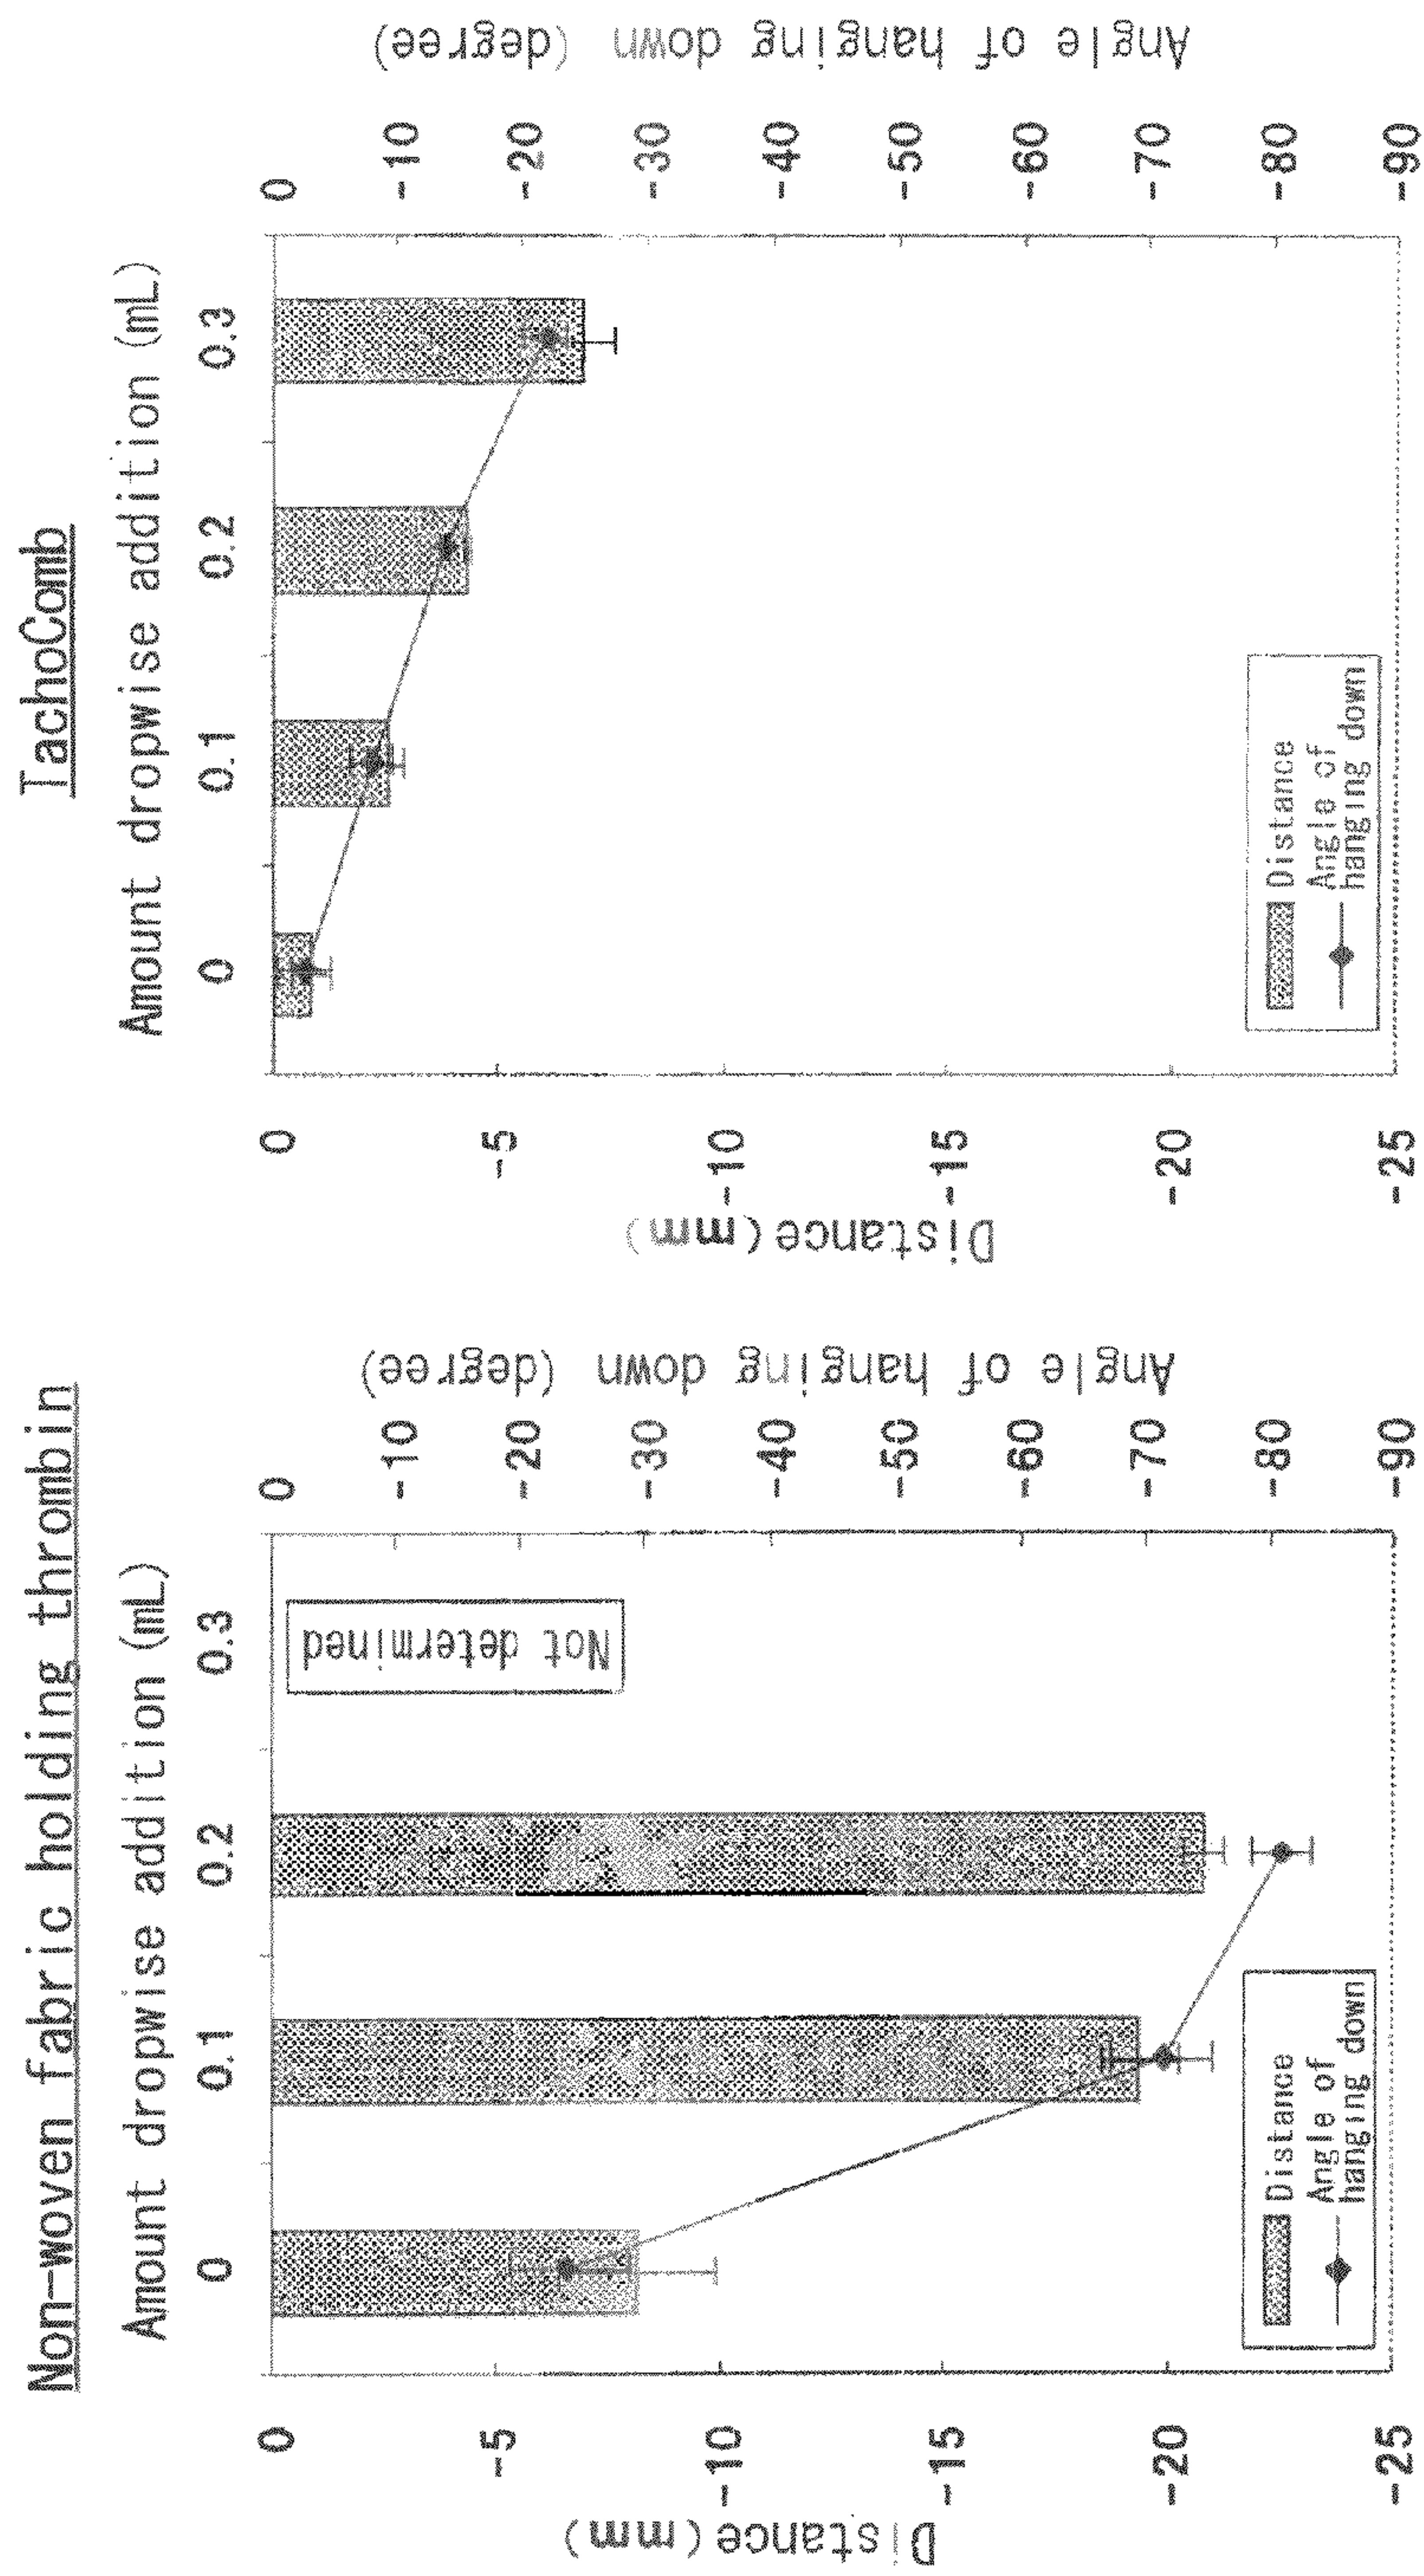 Non-woven fabric holding thrombin
Amount dropwise addition (mL)
0 0.1 0.2 0.3
Distance (mm)
0
-5
-10
-15
-20
-25
Not determined
Distance
Angle of
hanging down
0
-10
-20
-30
-40
-50
-60
-70
-80
-90
Angle of hanging down (degree)
TachoComb
Amount dropwise addition (mL)
0 0.1 0.2 0.3
Distance (mm)
0
-5
-10
-15
-20
-25
Distance
Angle of
hanging down
0
-10
-20
-30
-40
-50
-60
-70
-80
-90
Angle of hanging down (degree)